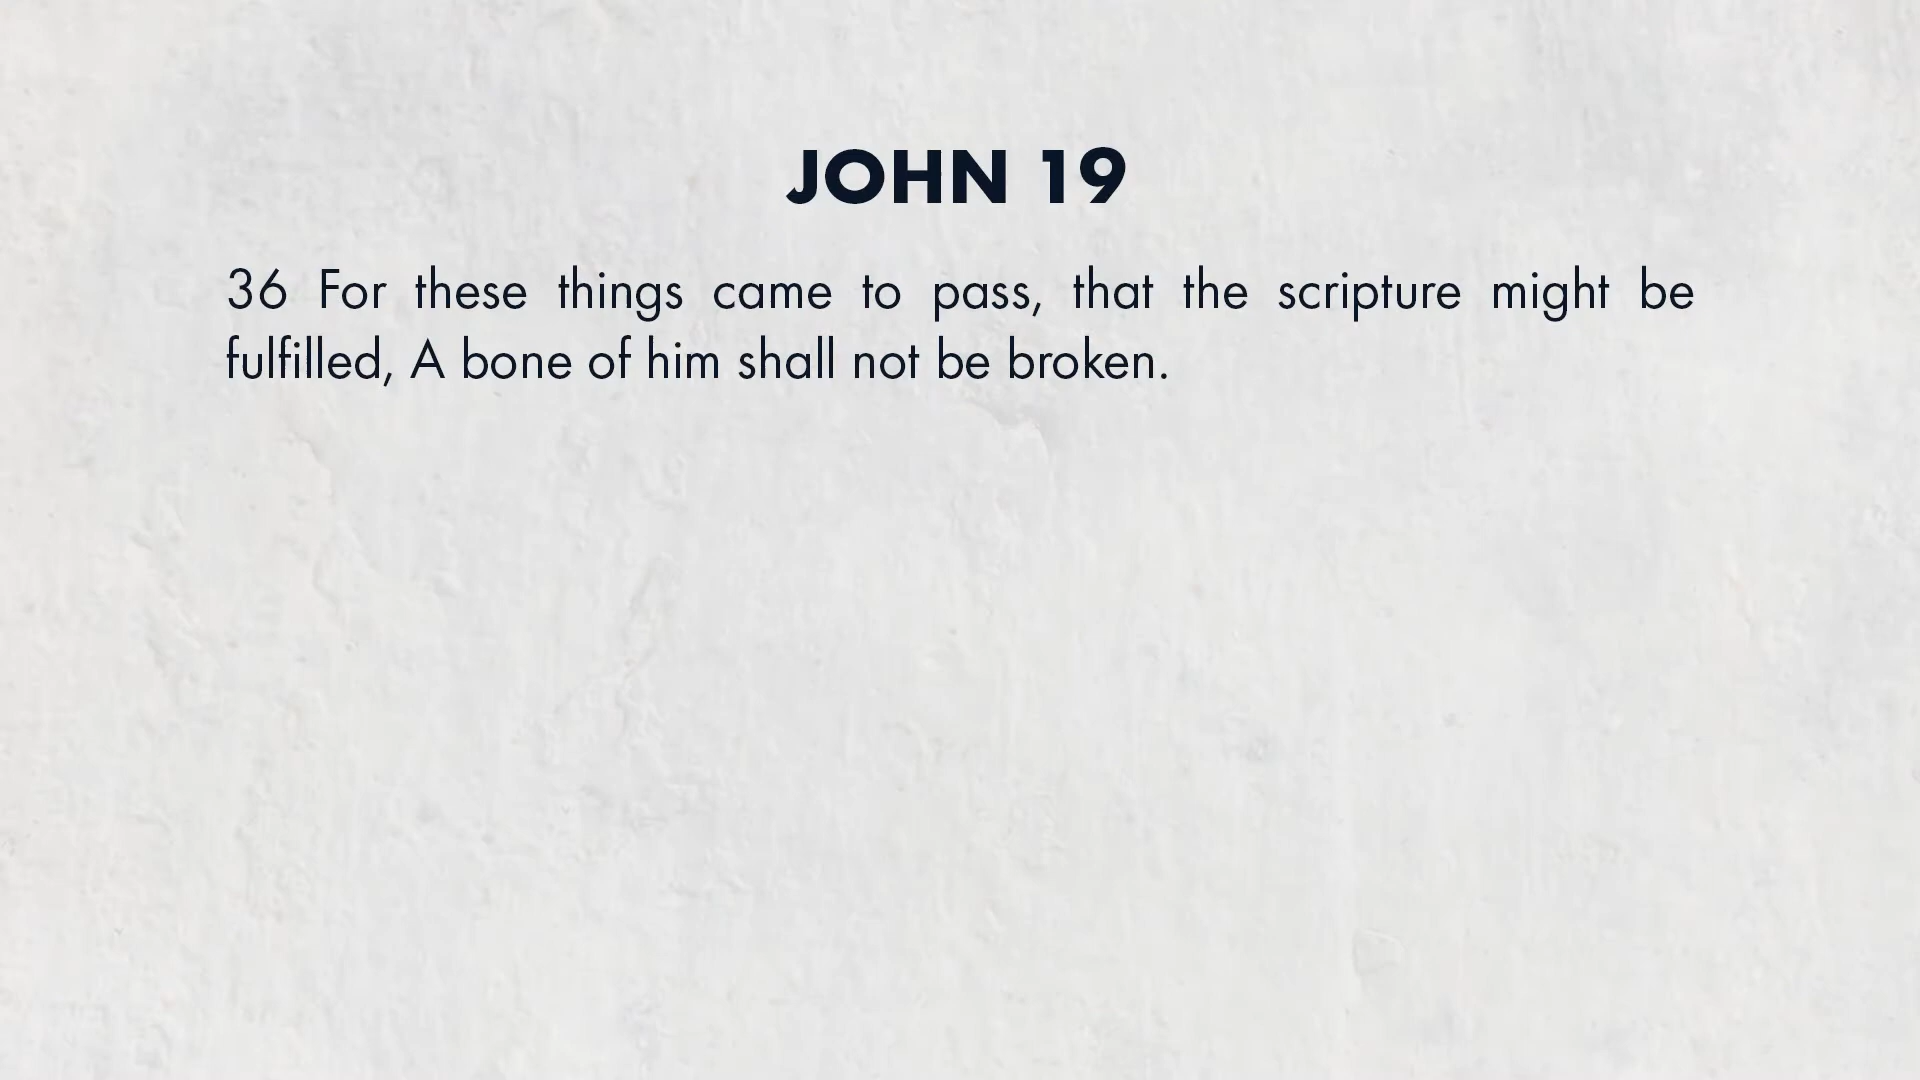 JOHN 19
36 For these things came to pass, that the scripture might be
fulfilled, A bone of him shall not be broken.